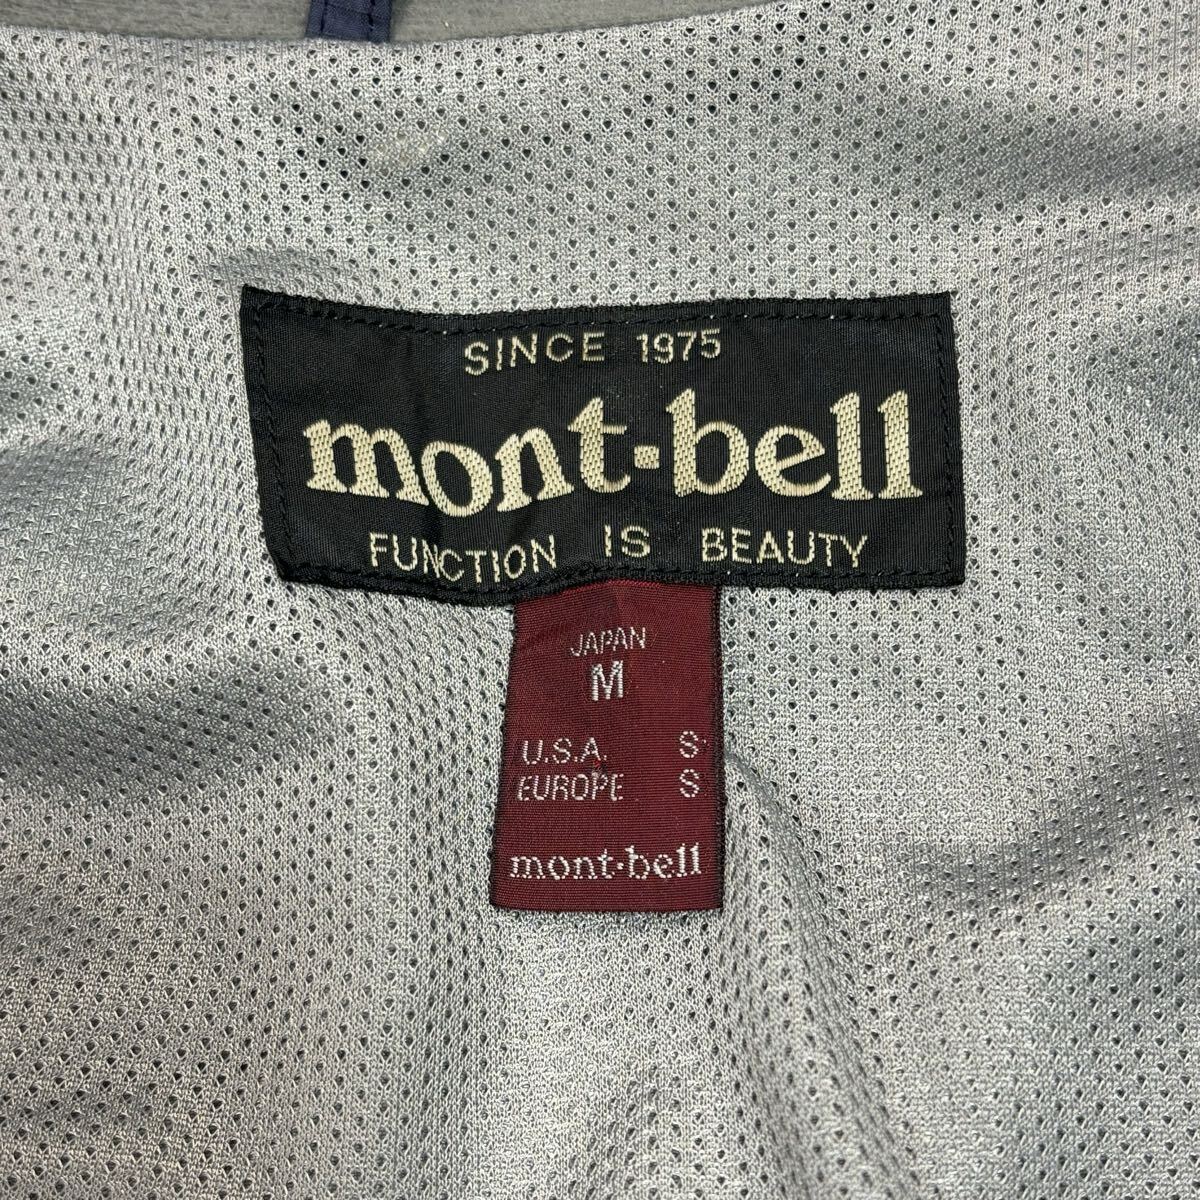 SINCE 1975
mont-bell
FUNCTION IS BEAUTY
JAPAN
M
U.S.A. S
EUROPE S
mont-bell